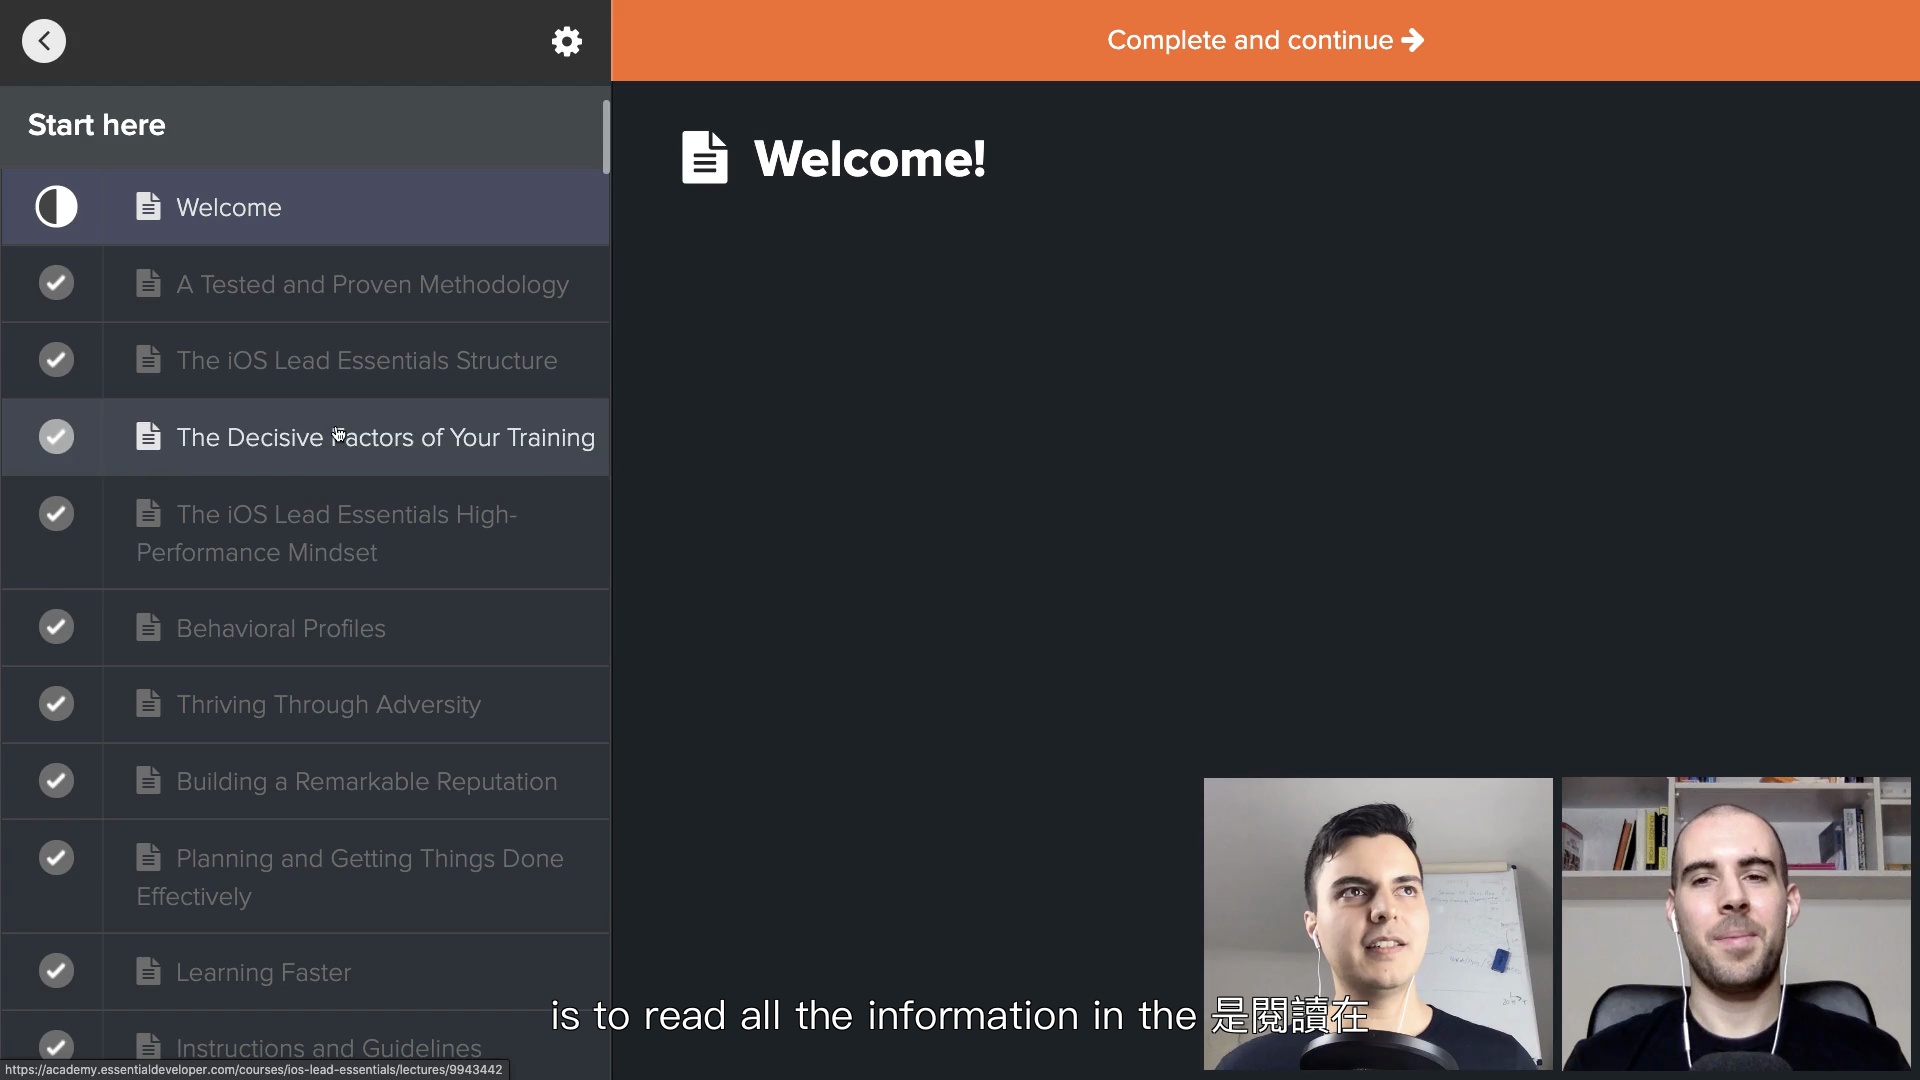 Complete and continue
Start here
Welcome
A Tested and Proven Methodology
The iOS Lead Essentials Structure
The Decisive Factors of Your Training
The iOS Lead Essentials High-
Performance Mindset
Behavioral Profiles
Thriving Through Adversity
Building a Remarkable Reputation
Planning and Getting Things Done
Effectively
Learning Faster
Instructions and Guidelines
https://academy.essentialdeveloper.com/courses/ios-lead-essentials/lectures/9943442
Welcome!
is to read all the information in the 是閱讀在